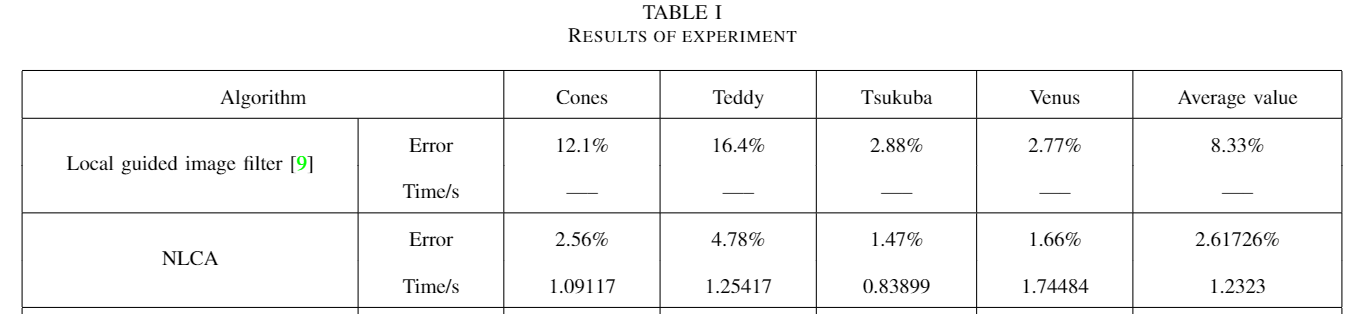 TABLE I
RESULTS OF EXPERIMENT
Algorithm Cones Teddy Tsukuba Venus Average value
Local guided image filter [9] Error 12.1% 16.4% 2.88% 2.77% 8.33%
Time/s —– —– —– —– —–
NLCA Error 2.56% 4.78% 1.47% 1.66% 2.61726%
Time/s 1.09117 1.25417 0.83899 1.74484 1.2323